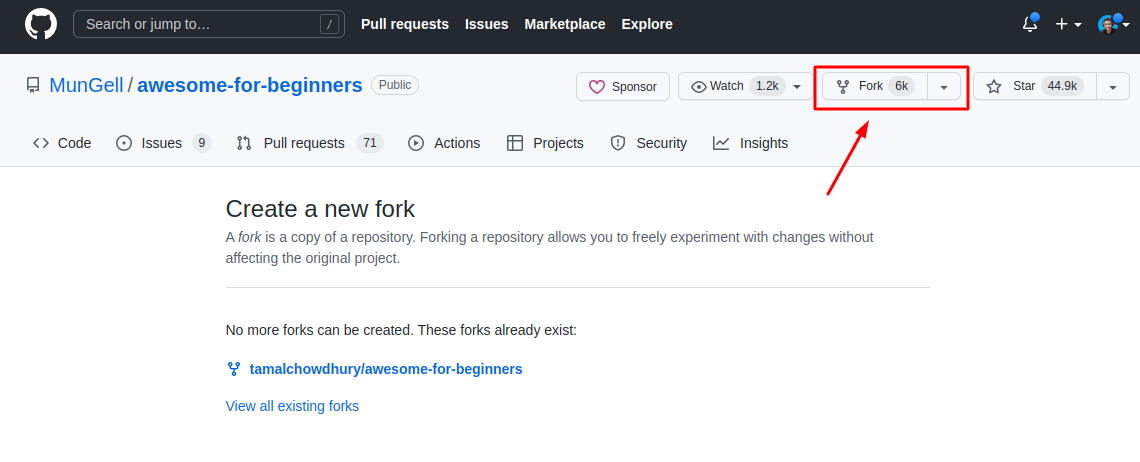 Search or jump to… /
Pull requests Issues Marketplace Explore
MunGell / awesome-for-beginners Public
Sponsor Watch 1.2k Fork 6k Star 44.9k
Code Issues 9 Pull requests 71 Actions Projects Security Insights
Create a new fork
A fork is a copy of a repository. Forking a repository allows you to freely experiment with changes without
affecting the original project.
No more forks can be created. These forks already exist:
tamalchowdhury/awesome-for-beginners
View all existing forks